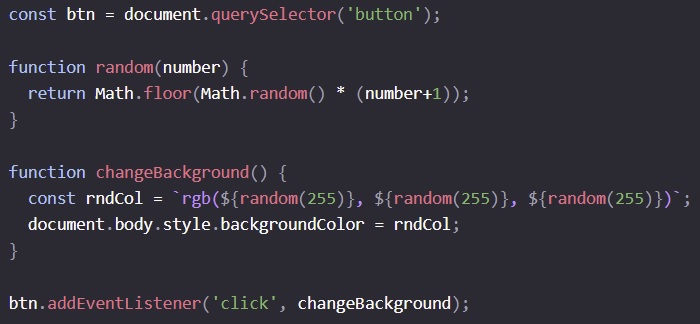 const btn = document.querySelector('button');
function random(number) {
  return Math.floor(Math.random() * (number+1));
}
function changeBackground() {
  const rndCol = `rgb(${random(255)}, ${random(255)}, ${random(255)})`;
  document.body.style.backgroundColor = rndCol;
}
btn.addEventListener('click', changeBackground);